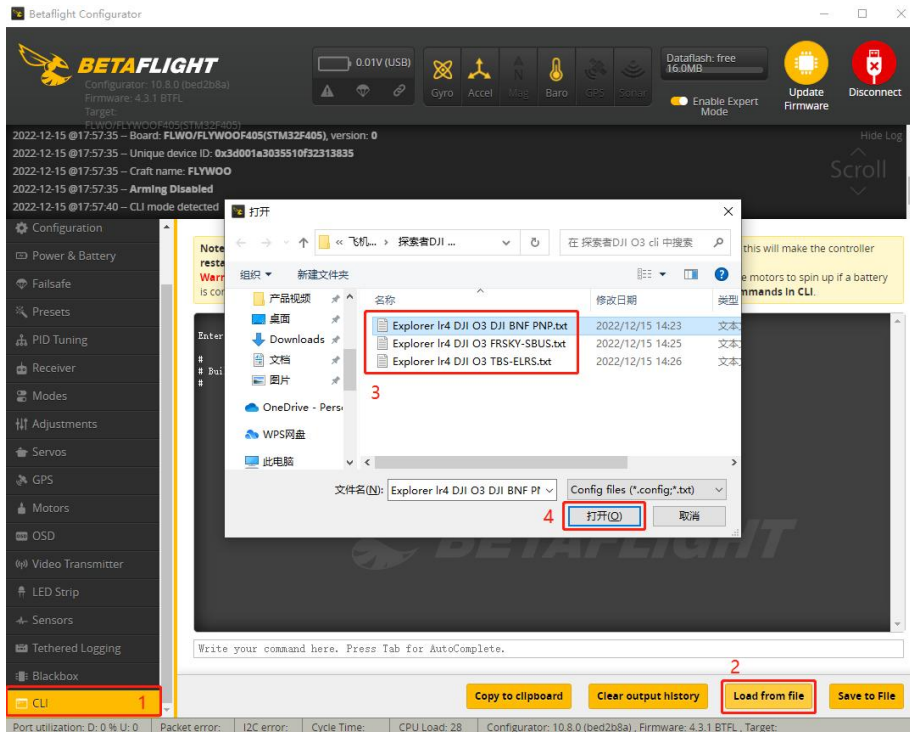 Betaflight Configurator
BETAFLIGHT
Configurator: 10.8.0 (bed2b8a)
Firmware: 4.3.1 BTFL
Target:
FLWO/FLYWOOF405(STM32F405)
0.01V (USB)
Gyro Accel Mag Baro GPS Sonar
Dataflash: free
16.0MB
Enable Expert
Mode
Update
Firmware
Disconnect
2022-12-15 @17:57:35 -- Board: FLWO/FLYWOOF405(STM32F405), version: 0
2022-12-15 @17:57:35 -- Unique device ID: 0x3d001a3035510f32313835
2022-12-15 @17:57:35 -- Craft name: FLYWOO
2022-12-15 @17:57:35 -- Arming Disabled
2022-12-15 @17:57:40 -- CLI mode detected
Hide Log
Scroll
Configuration
Power & Battery
Failsafe
Presets
PID Tuning
Receiver
Modes
Adjustments
Servos
GPS
Motors
OSD
Video Transmitter
LED Strip
Sensors
Tethered Logging
Blackbox
CLI
1
Note
this will make the controller
resta
Warr
e motors to spin up if a battery
is cor
mmands in CLI.
Enter
#
# Bui
#
打开
« 飞机... › 探索者DJI ...
在 探索者DJI O3 cli 中搜索
组织
新建文件夹
产品视频
桌面
Downloads
文档
图片
OneDrive - Pers
WPS网盘
此电脑
名称 修改日期 类型
Explorer lr4 DJI O3 DJI BNF PNP.txt 2022/12/15 14:23 文本
Explorer lr4 DJI O3 FRSKY-SBUS.txt 2022/12/15 14:25 文本
Explorer lr4 DJI O3 TBS-ELRS.txt 2022/12/15 14:26 文本
3
文件名(N): Explorer lr4 DJI O3 DJI BNF Pf
Config files (*.config;*.txt)
4
打开(O)
取消
BETAFLIGHT
Write your command here. Press Tab for AutoComplete.
2
Copy to clipboard
Clear output history
Load from file
Save to File
Port utilization: D: 0 % U: 0 Packet error: I2C error: Cycle Time: CPU Load: 28 Configurator: 10.8.0 (bed2b8a) , Firmware: 4.3.1 BTFL , Target: